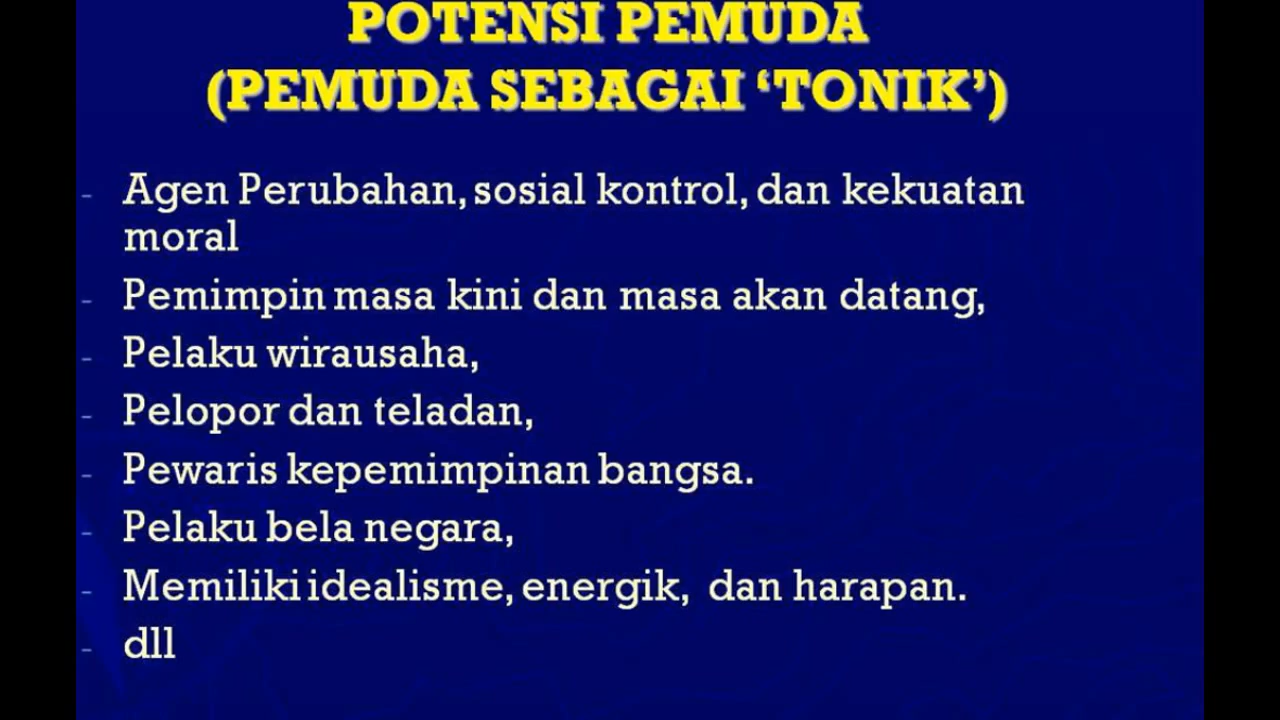 POTENSI PEMUDA
(PEMUDA SEBAGAI ‘TONIK’)
- Agen Perubahan, sosial kontrol, dan kekuatan
moral
- Pemimpin masa kini dan masa akan datang,
- Pelaku wirausaha,
- Pelopor dan teladan,
- Pewaris kepemimpinan bangsa.
- Pelaku bela negara,
- Memiliki idealisme, energik, dan harapan.
- dll